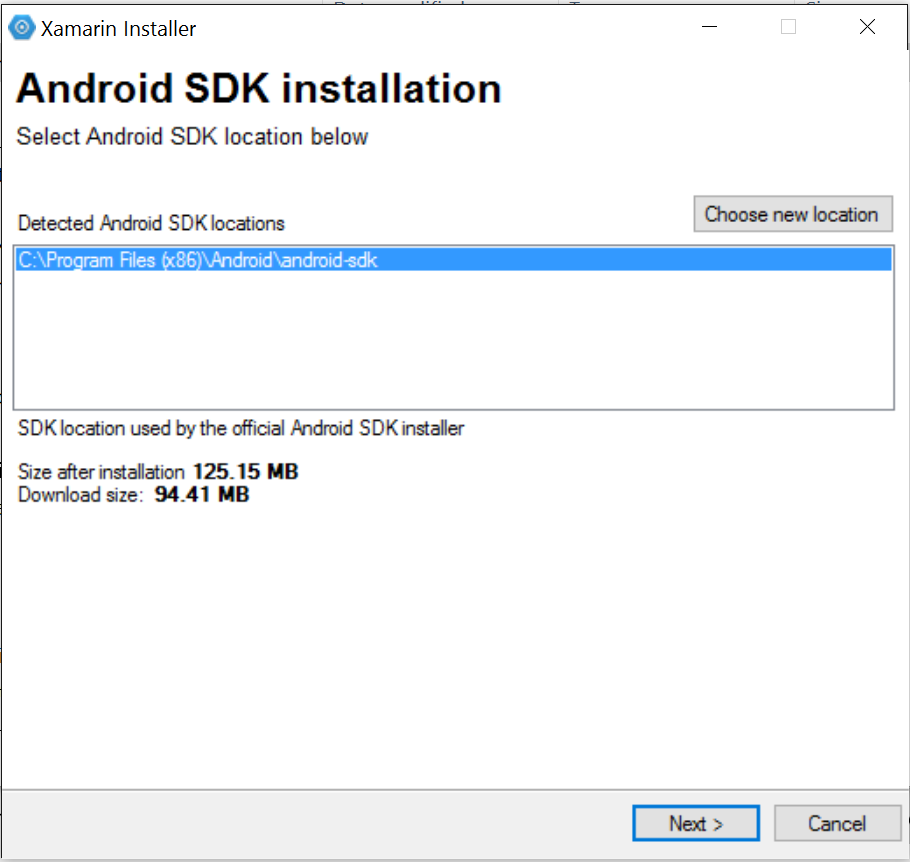 Xamarin Installer
Android SDK installation
Select Android SDK location below
Choose new location
Detected Android SDK locations
C:\Program Files (x86)\Android\android-sdk
SDK location used by the official Android SDK installer
Size after installation 125.15 MB
Download size: 94.41 MB
Next >
Cancel